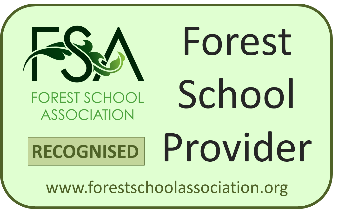 FSA
FOREST SCHOOL
ASSOCIATION
RECOGNISED
Forest
School
Provider
www.forestschoolassociation.org